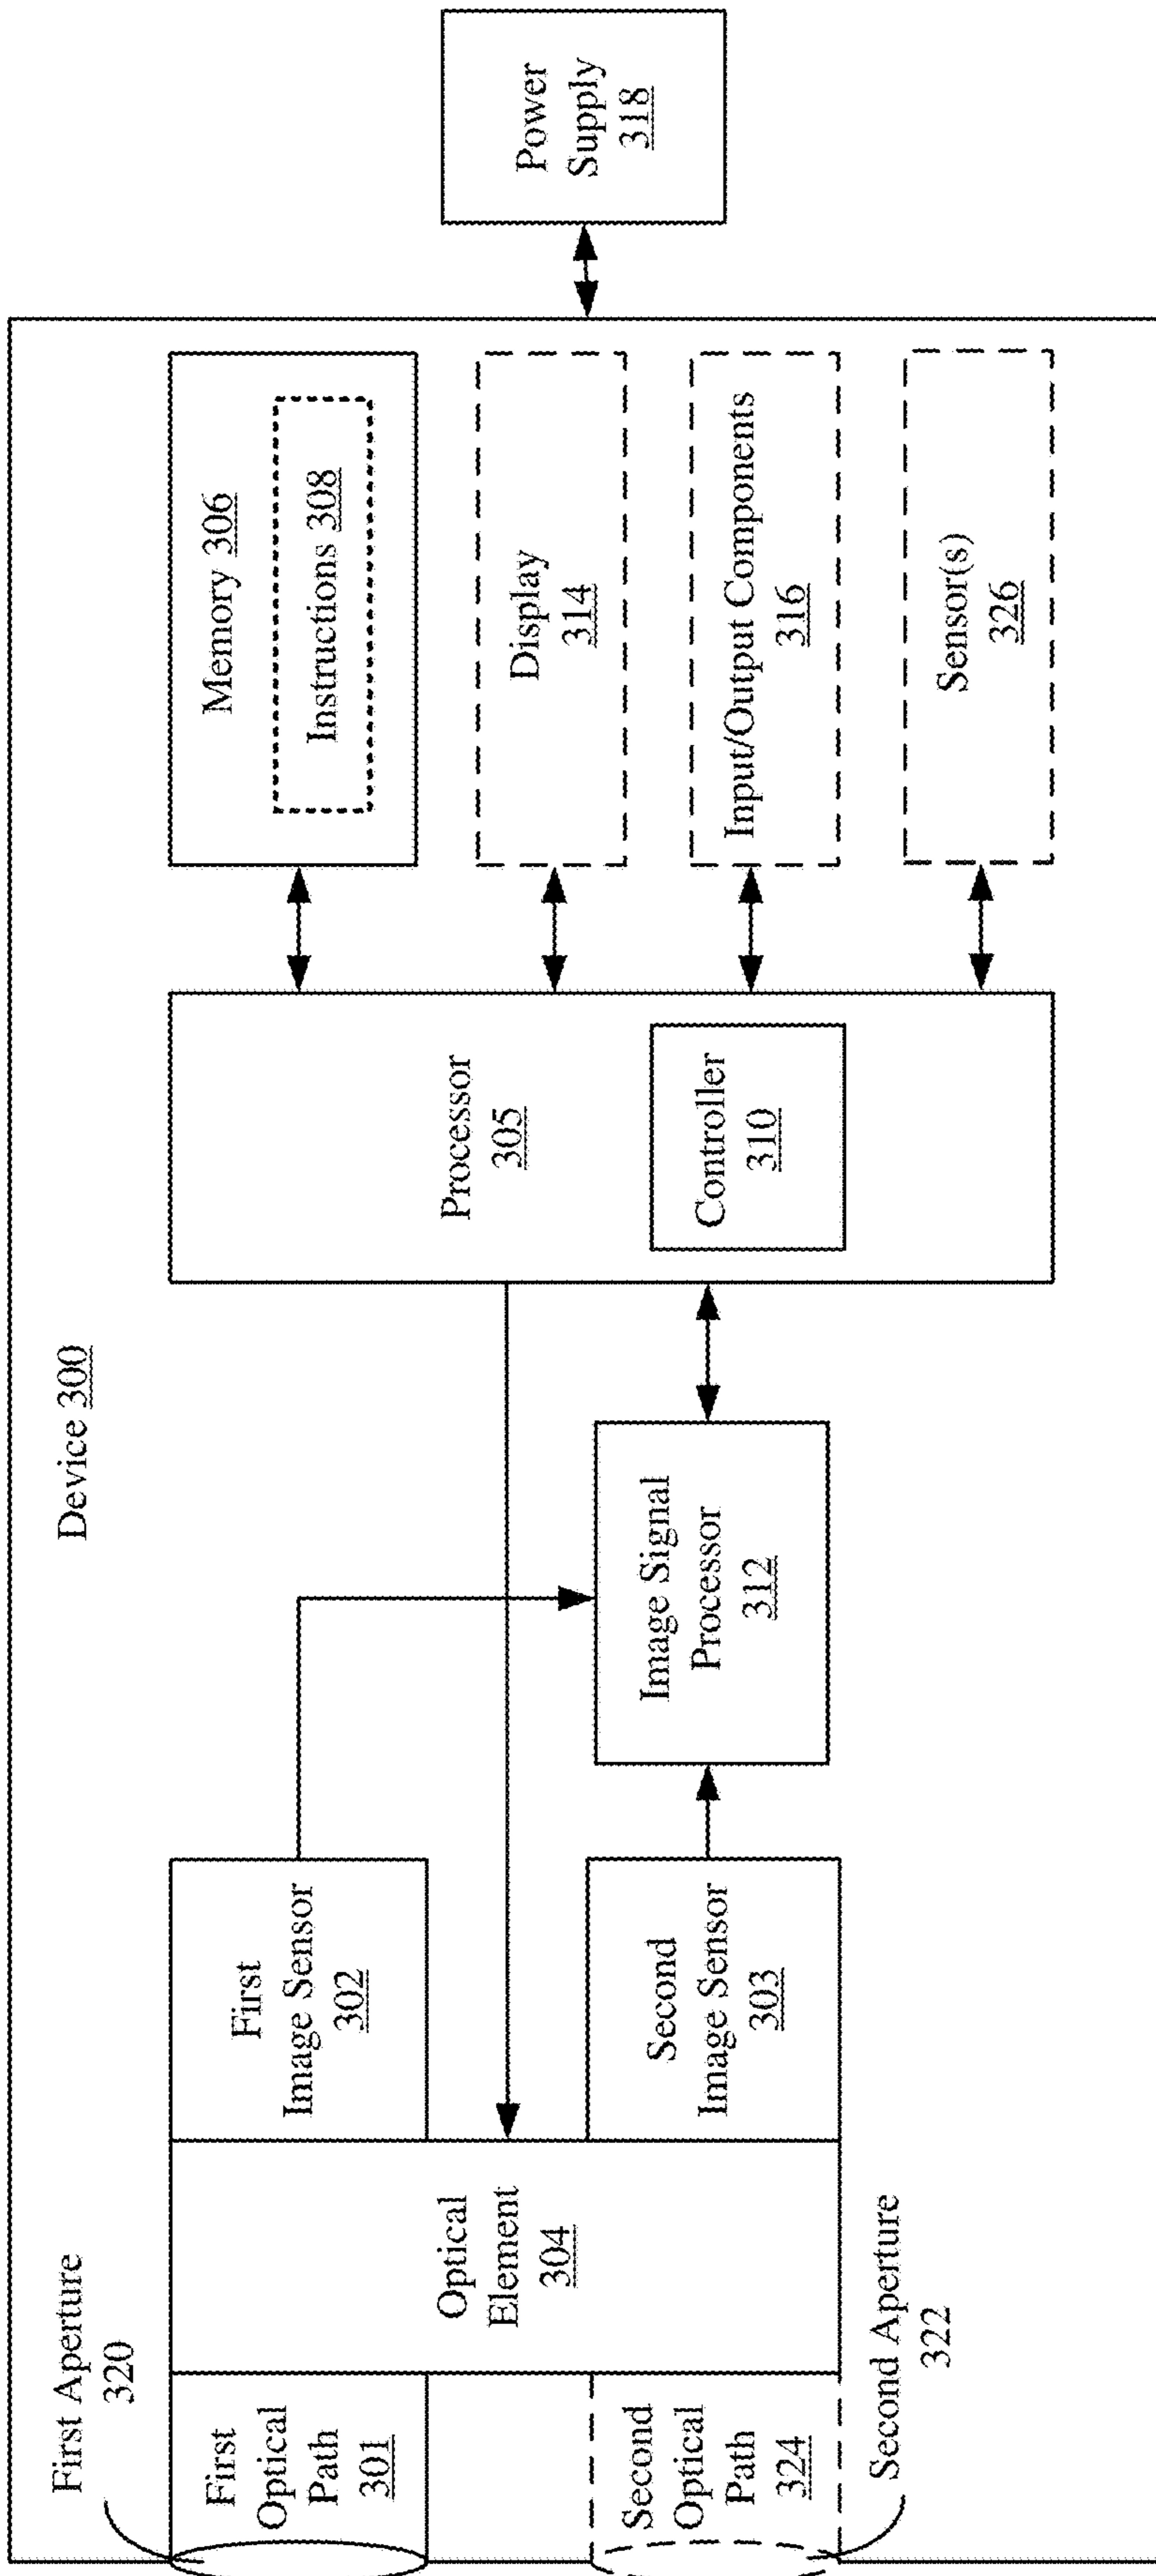 Device 300
First Aperture
320
First
Optical
Path
301
Second
Optical
Path
324
Second Aperture
322
Optical
Element
304
First
Image Sensor
302
Second
Image Sensor
303
Image Signal
Processor
312
Processor
305
Controller
310
Memory 306
Instructions 308
Display
314
Input/Output Components
316
Sensor(s)
326
Power
Supply
318